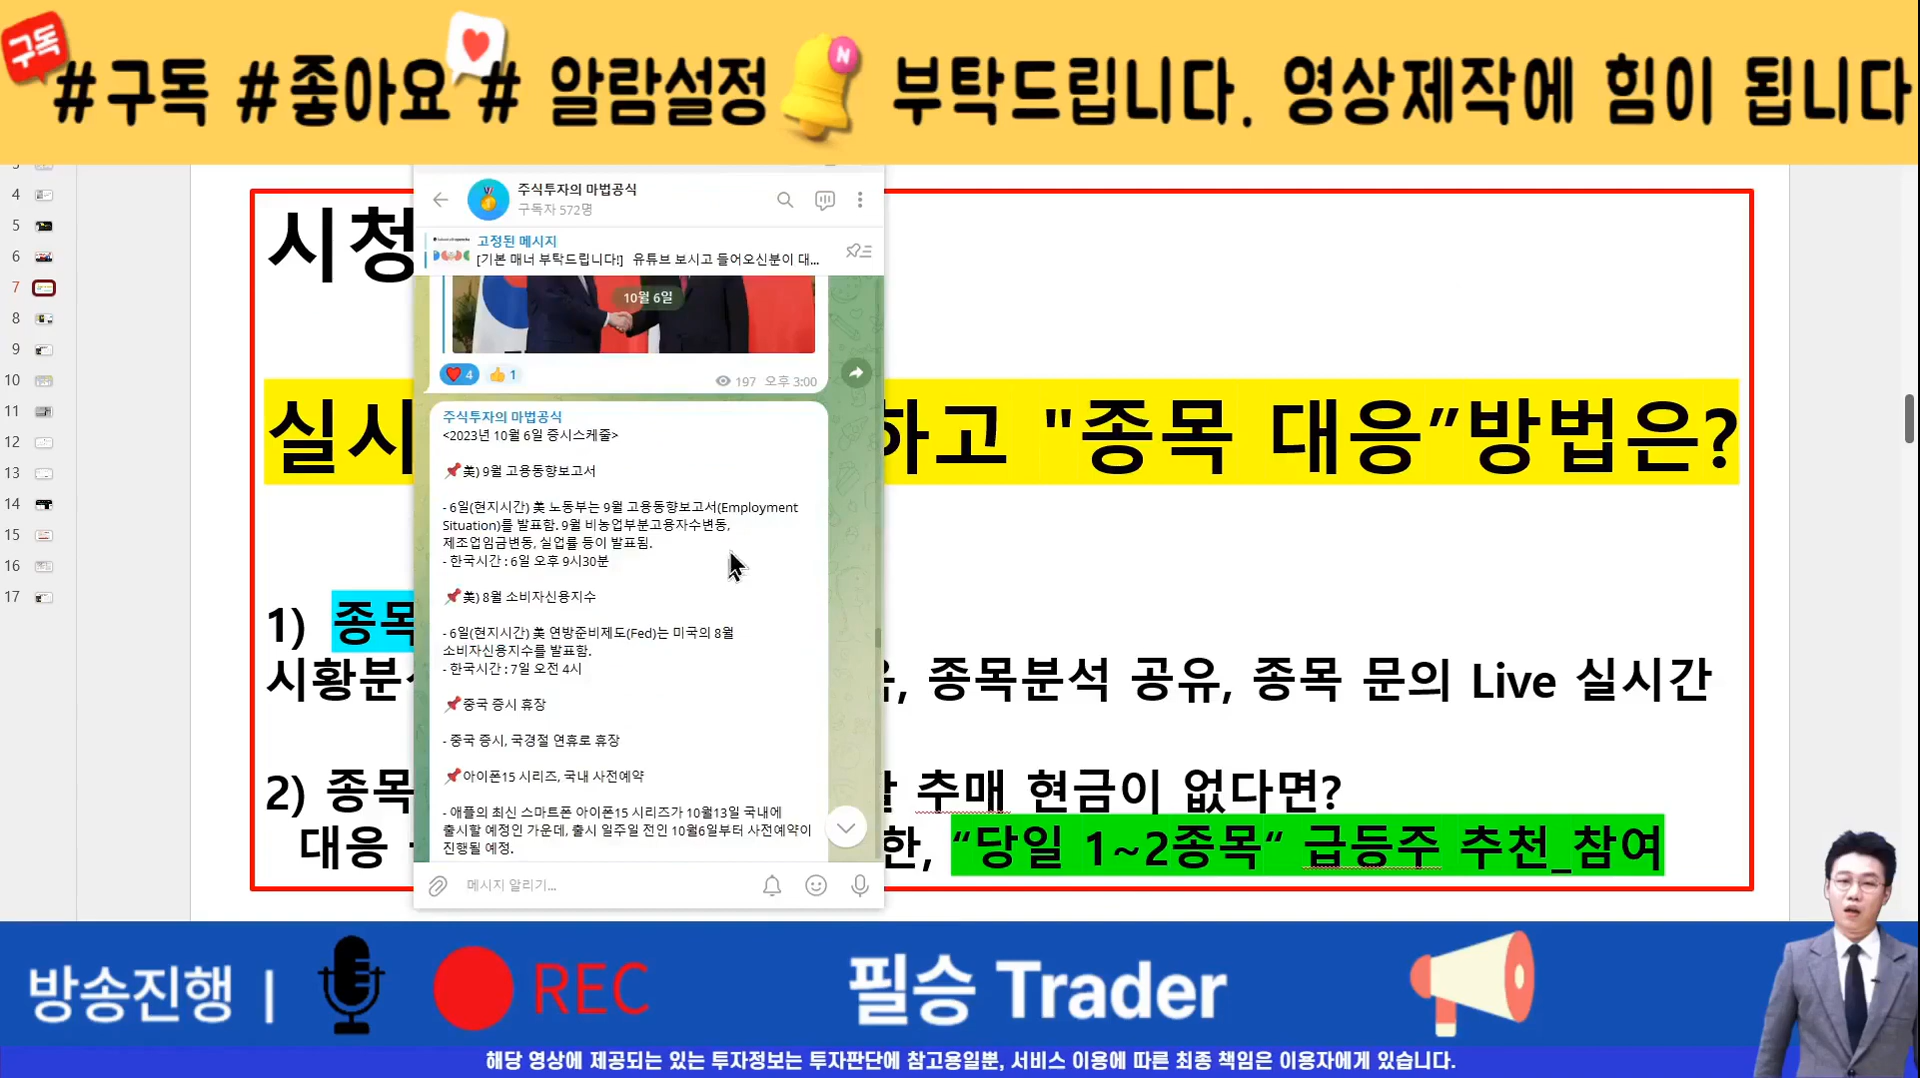 구독
#구독 #좋아요 # 알람설정 부탁드립니다. 영상제작에 힘이 됩니다
N
4
5
6
7
8
9
10
11
12
13
14
15
16
17
시청
실시
하고 "종목 대응”방법은?
1) 종목
시황분석
, 종목분석 공유, 종목 문의 Live 실시간
2) 종목
추매 현금이 없다면?
대응
한, “당일 1~2종목“ 급등주 추천_참여
주식투자의 마법공식
구독자 572명
고정된 메시지
[기본 매너 부탁드립니다!] 유튜브 보시고 들어오신분이 대...
10월 6일
4
1
197 오후 3:00
주식투자의 마법공식
<2023년 10월 6일 증시스케줄>
美) 9월 고용동향보고서
- 6일(현지시간) 美 노동부는 9월 고용동향보고서(Employment
Situation)를 발표함. 9월 비농업부분고용자수변동,
제조업임금변동, 실업률 등이 발표됨.
- 한국시간 : 6일 오후 9시30분
美) 8월 소비자신용지수
- 6일(현지시간) 美 연방준비제도(Fed)는 미국의 8월
소비자신용지수를 발표함.
- 한국시간 : 7일 오전 4시
중국 증시 휴장
- 중국 증시, 국경절 연휴로 휴장
아이폰15 시리즈, 국내 사전예약
- 애플의 최신 스마트폰 아이폰15 시리즈가 10월13일 국내에
출시할 예정인 가운데, 출시 일주일 전인 10월6일부터 사전예약이
진행될 예정.
메시지 알리기...
방송진행 |
REC
필승 Trader
해당 영상에 제공되는 있는 투자정보는 투자판단에 참고용일뿐, 서비스 이용에 따른 최종 책임은 이용자에게 있습니다.